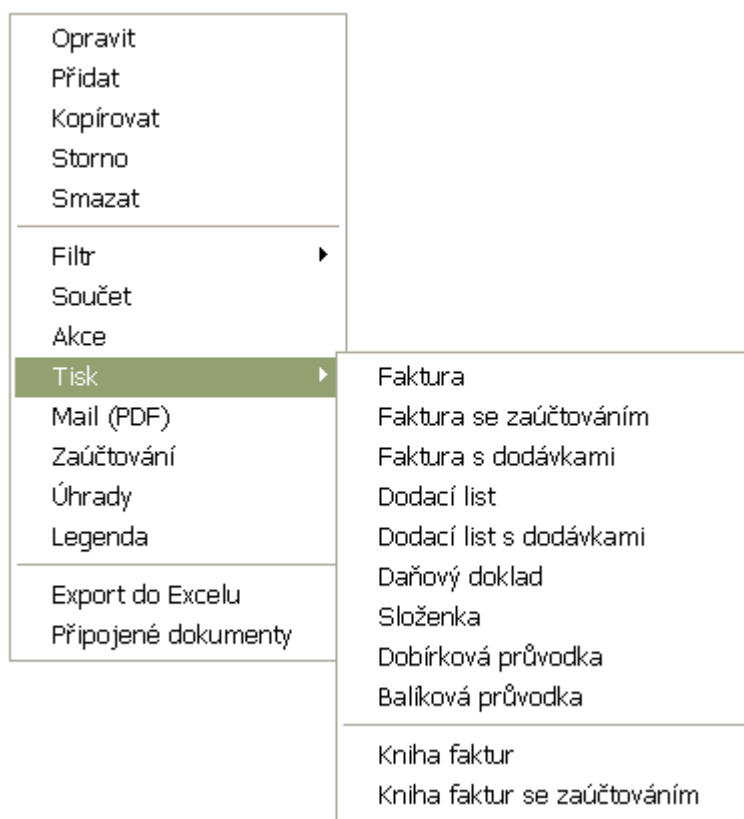 Opravit
Přidat
Kopírovat
Storno
Smazat
Filtr
Součet
Akce
Tisk
Mail (PDF)
Zaúčtování
Úhrady
Legenda
Export do Excelu
Připojené dokumenty
Faktura
Faktura se zaúčtováním
Faktura s dodávkami
Dodací list
Dodací list s dodávkami
Daňový doklad
Složenka
Dobírková průvodka
Balíková průvodka
Kniha faktur
Kniha faktur se zaúčtováním